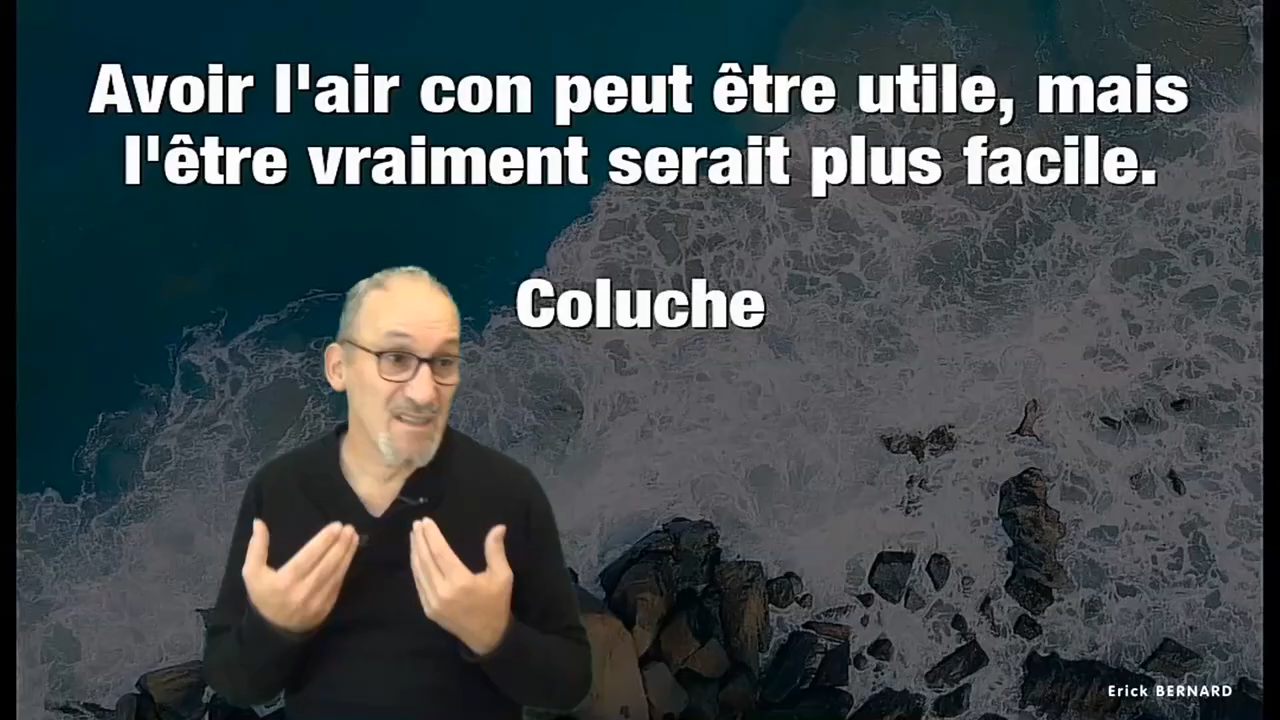 Avoir l'air con peut être utile, mais
l'être vraiment serait plus facile.
Coluche
Erick BERNARD